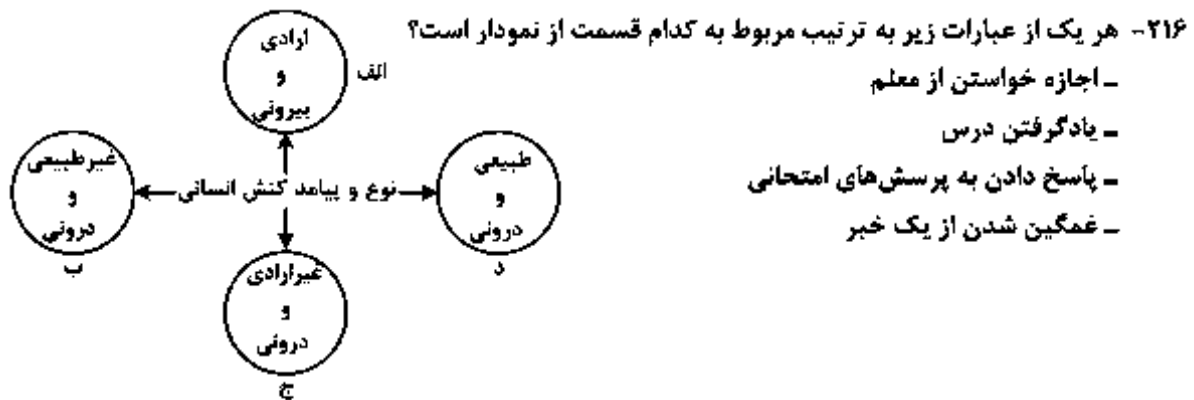 ۲۱۶- هر یک از عبارات زیر به ترتیب مربوط به کدام قسمت از نمودار است؟
ـ اجازه خواستن از معلم
ـ یادگرفتن درس
ـ پاسخ دادن به پرسش‌های امتحانی
ـ غمگین شدن از یک خبر
ارادی
و
بیرونی
الف
طبیعی
و
درونی
د
نوع و پیامد کنش انسانی
غیرطبیعی
و
درونی
ب
غیرارادی
و
درونی
ج